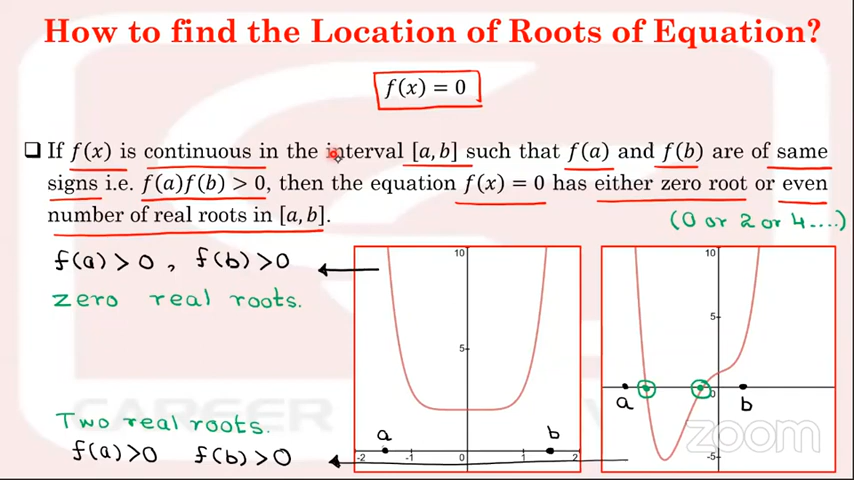 How to find the Location of Roots of Equation?
f(x) = 0
❑ If f(x) is continuous in the interval [a, b] such that f(a) and f(b) are of same
signs i.e. f(a)f(b) > 0, then the equation f(x) = 0 has either zero root or even
number of real roots in [a, b].
(0 or 2 or 4....)
f(a) > 0 , f(b) > 0
zero real roots.
10
5
a
b
-2 -1 0 1 2
10
5
0
a
b
-5
Two real roots.
f(a) > 0 f(b) > 0
CAREER
zoom